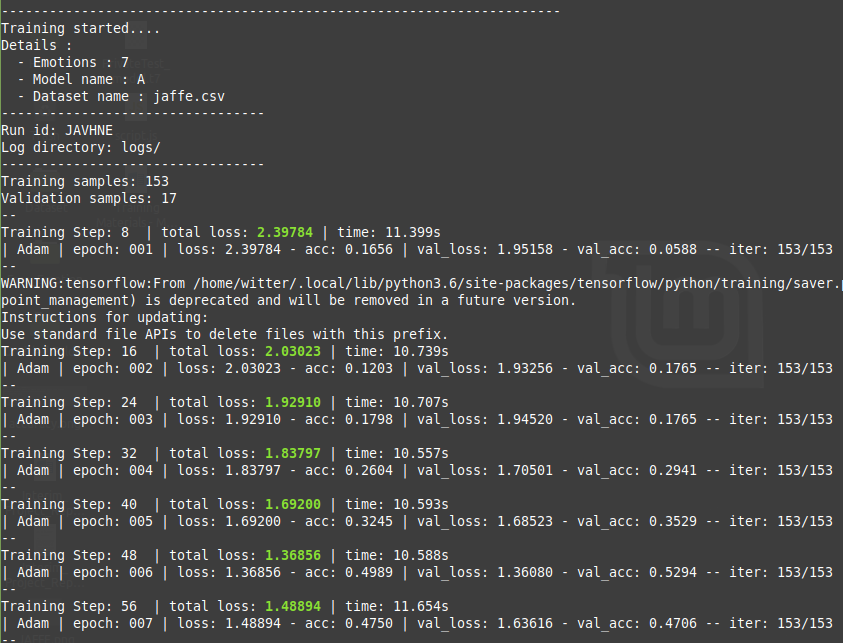 ----------------------------------------------------------------------
Training started....
Details :
  - Emotions : 7
  - Model name : A
  - Dataset name : jaffe.csv
---------------------------------
Run id: JAVHNE
Log directory: logs/
---------------------------------
Training samples: 153
Validation samples: 17
--
Training Step: 8  | total loss: 2.39784 | time: 11.399s
| Adam | epoch: 001 | loss: 2.39784 - acc: 0.1656 | val_loss: 1.95158 - val_acc: 0.0588 -- iter: 153/153
--
WARNING:tensorflow:From /home/witter/.local/lib/python3.6/site-packages/tensorflow/python/training/saver.
point_management) is deprecated and will be removed in a future version.
Instructions for updating:
Use standard file APIs to delete files with this prefix.
Training Step: 16  | total loss: 2.03023 | time: 10.739s
| Adam | epoch: 002 | loss: 2.03023 - acc: 0.1203 | val_loss: 1.93256 - val_acc: 0.1765 -- iter: 153/153
--
Training Step: 24  | total loss: 1.92910 | time: 10.707s
| Adam | epoch: 003 | loss: 1.92910 - acc: 0.1798 | val_loss: 1.94520 - val_acc: 0.1765 -- iter: 153/153
--
Training Step: 32  | total loss: 1.83797 | time: 10.557s
| Adam | epoch: 004 | loss: 1.83797 - acc: 0.2604 | val_loss: 1.70501 - val_acc: 0.2941 -- iter: 153/153
--
Training Step: 40  | total loss: 1.69200 | time: 10.593s
| Adam | epoch: 005 | loss: 1.69200 - acc: 0.3245 | val_loss: 1.68523 - val_acc: 0.3529 -- iter: 153/153
--
Training Step: 48  | total loss: 1.36856 | time: 10.588s
| Adam | epoch: 006 | loss: 1.36856 - acc: 0.4989 | val_loss: 1.36080 - val_acc: 0.5294 -- iter: 153/153
--
Training Step: 56  | total loss: 1.48894 | time: 11.654s
| Adam | epoch: 007 | loss: 1.48894 - acc: 0.4750 | val_loss: 1.63616 - val_acc: 0.4706 -- iter: 153/153
--